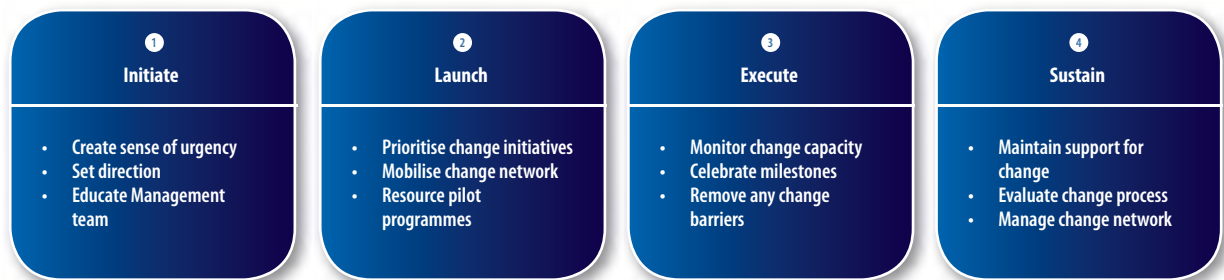 1
Initiate
• Create sense of urgency
• Set direction
• Educate Management
team
2
Launch
• Prioritise change initiatives
• Mobilise change network
• Resource pilot
programmes
3
Execute
• Monitor change capacity
• Celebrate milestones
• Remove any change
barriers
4
Sustain
• Maintain support for
change
• Evaluate change process
• Manage change network